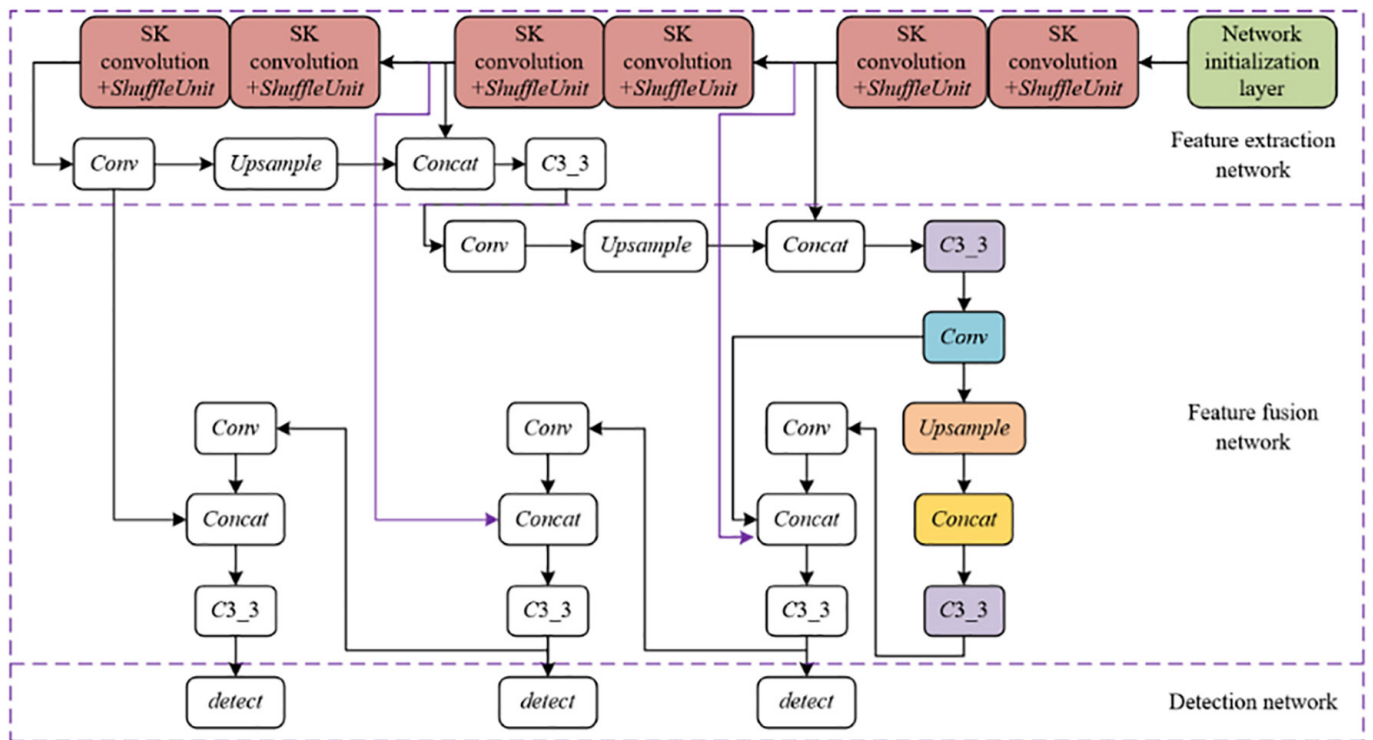 SK
convolution
+ShuffleUnit
SK
convolution
+ShuffleUnit
SK
convolution
+ShuffleUnit
SK
convolution
+ShuffleUnit
SK
convolution
+ShuffleUnit
SK
convolution
+ShuffleUnit
Network
initialization
layer
Feature extraction
network
Conv
Upsample
Concat
C3_3
Conv
Upsample
Concat
C3_3
Conv
Feature fusion
network
Conv
Conv
Conv
Upsample
Concat
Concat
Concat
Concat
C3_3
C3_3
C3_3
C3_3
detect
detect
detect
Detection network